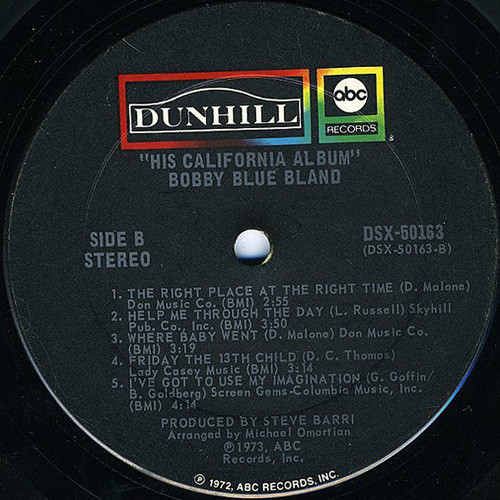 DUNHILL
abc
RECORDS
®
"HIS CALIFORNIA ALBUM"
BOBBY BLUE BLAND
SIDE B
STEREO
DSX-50163
(DSX-50163-B)
1. THE RIGHT PLACE AT THE RIGHT TIME (D. Malone)
Don Music Co. (BMI) 2:55
2. HELP ME THROUGH THE DAY (L. Russell) Skyhill
Pub. Co., Inc. (BMI) 3:50
3. WHERE BABY WENT (D. Malone) Don Music Co.
(BMI) 3:19
4. FRIDAY THE 13TH CHILD (D. C. Thomas)
Lady Casey Music (BMI) 4:14
5. I'VE GOT TO USE MY IMAGINATION (G. Goffin/
B. Goldberg) Screen Gems-Columbia Music, Inc.
(BMI) 4:14
PRODUCED BY STEVE BARRI
Arranged by Michael Omartian
℗1973, ABC
Records, Inc.
℗ 1972, ABC RECORDS, INC.